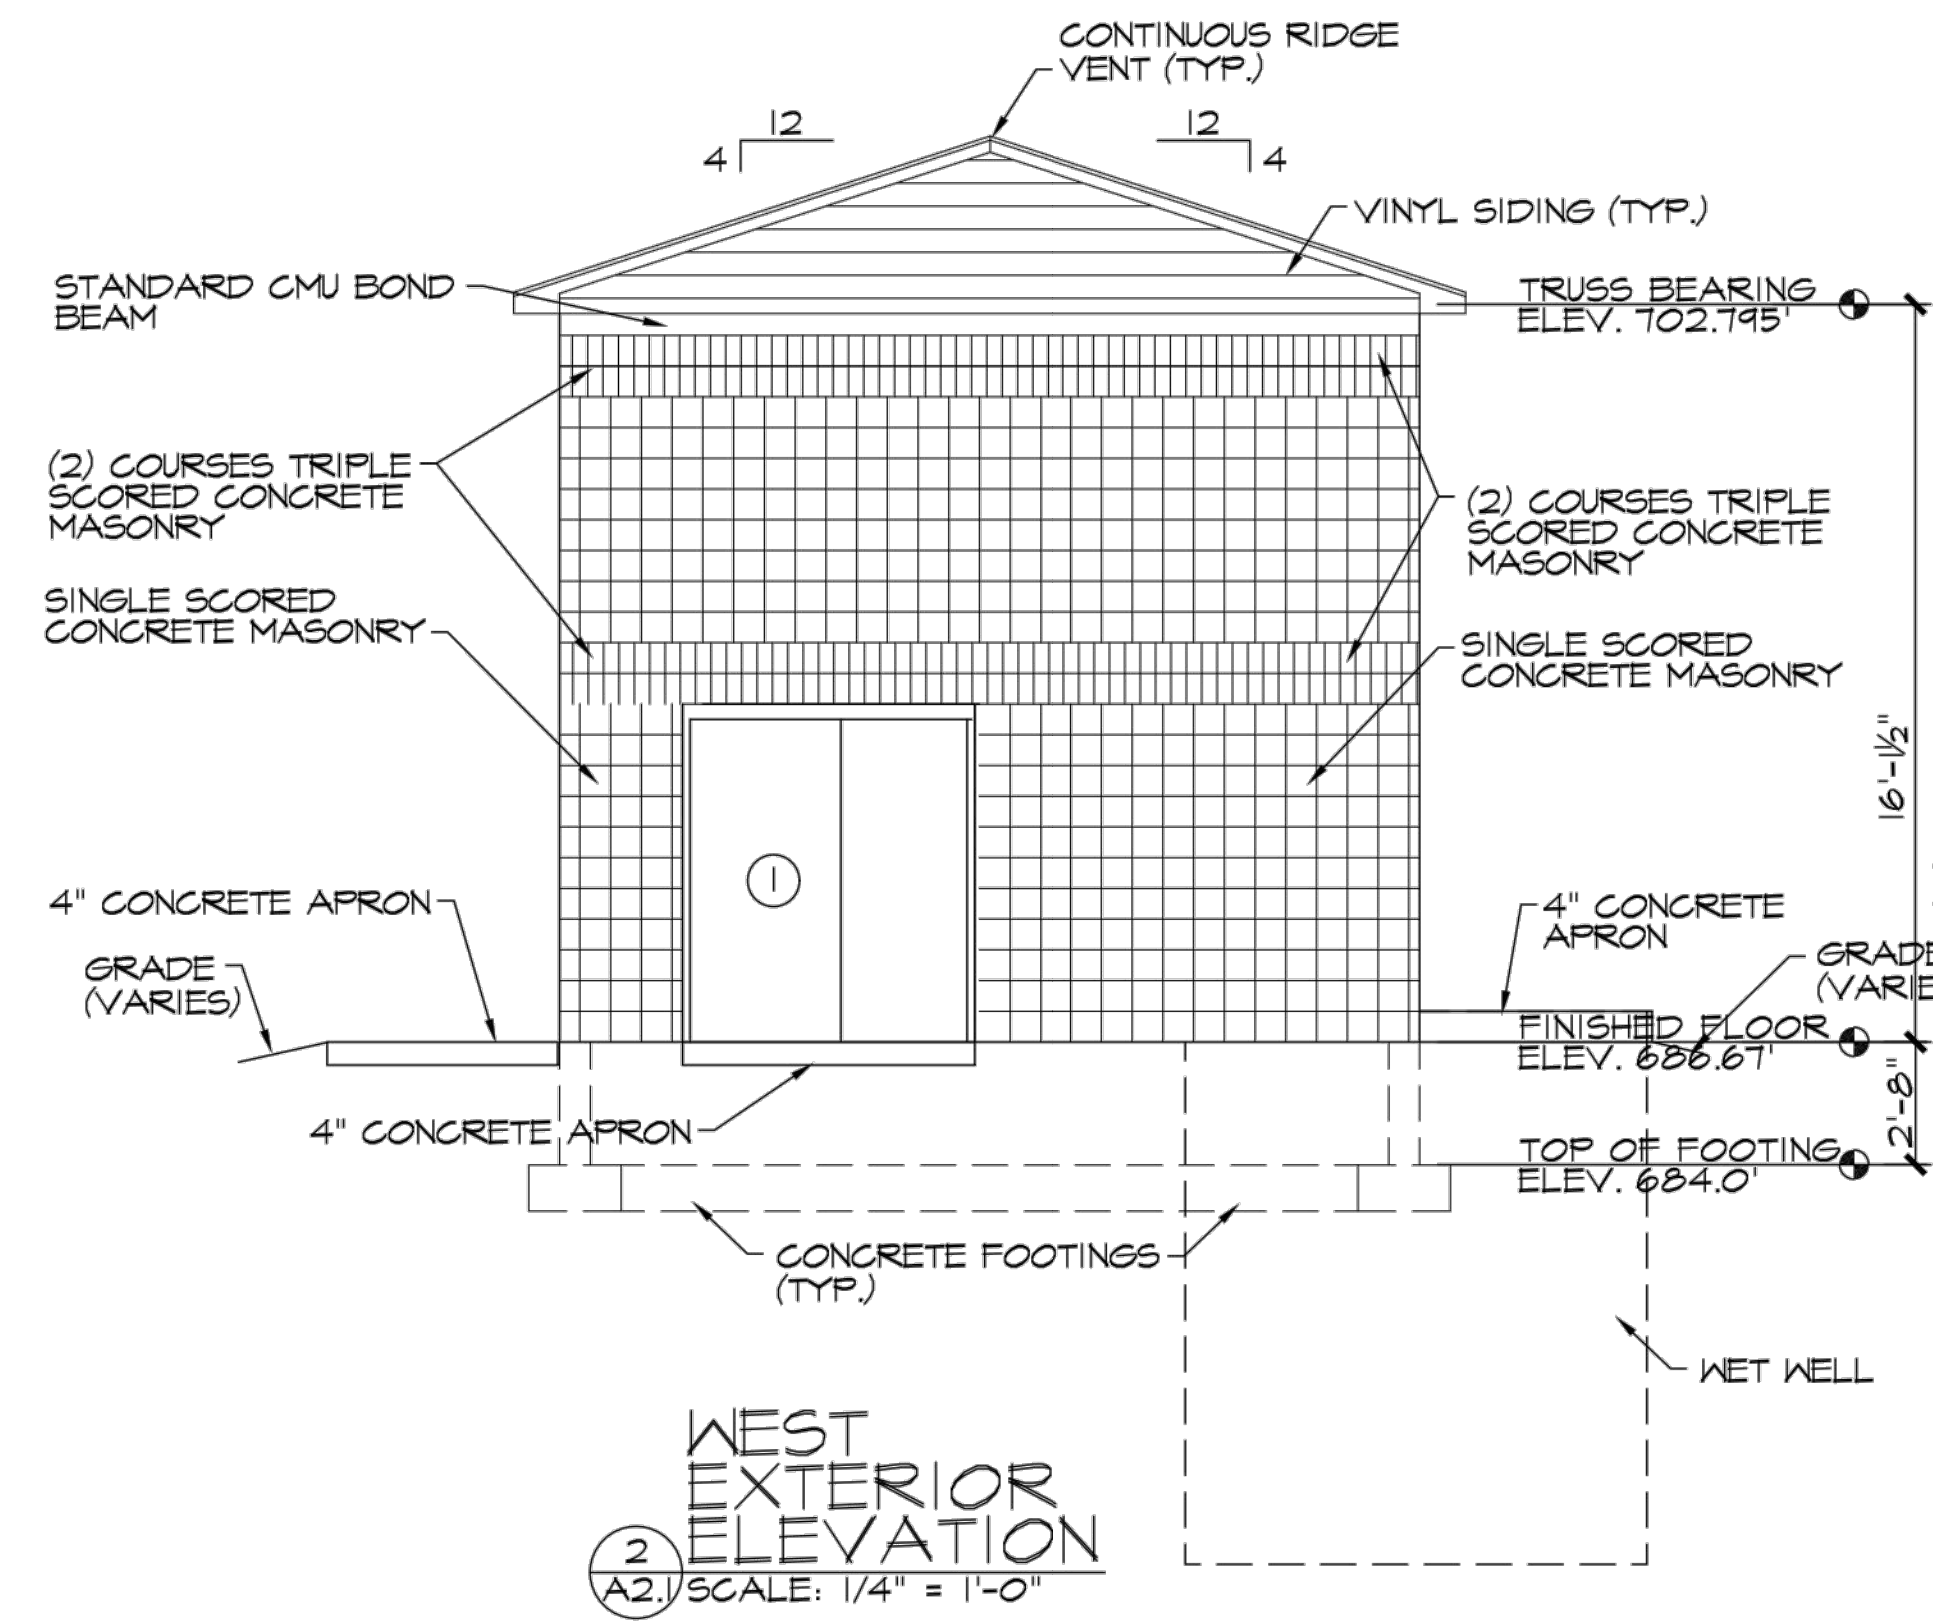 CONTINUOUS RIDGE
VENT (TYP.)
12
4
12
4
VINYL SIDING (TYP.)
STANDARD CMU BOND
BEAM
TRUSS BEARING
ELEV. 702.795'
(2) COURSES TRIPLE
SCORED CONCRETE
MASONRY
(2) COURSES TRIPLE
SCORED CONCRETE
MASONRY
SINGLE SCORED
CONCRETE MASONRY
SINGLE SCORED
CONCRETE MASONRY
16'-1½"
1
4" CONCRETE APRON
4" CONCRETE
APRON
GRADE
(VARIES)
GRADE
(VARIE
FINISHED FLOOR
ELEV. 686.67'
2'-8"
4" CONCRETE APRON
TOP OF FOOTING
ELEV. 684.0'
CONCRETE FOOTINGS
(TYP.)
WET WELL
WEST
EXTERIOR
ELEVATION
2
A2.1
SCALE: 1/4" = 1'-0"